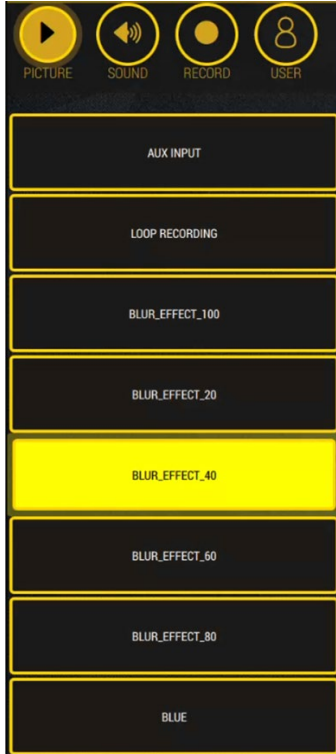 PICTURE SOUND RECORD USER
AUX INPUT
LOOP RECORDING
BLUR_EFFECT_100
BLUR_EFFECT_20
BLUR_EFFECT_40
BLUR_EFFECT_60
BLUR_EFFECT_80
BLUE